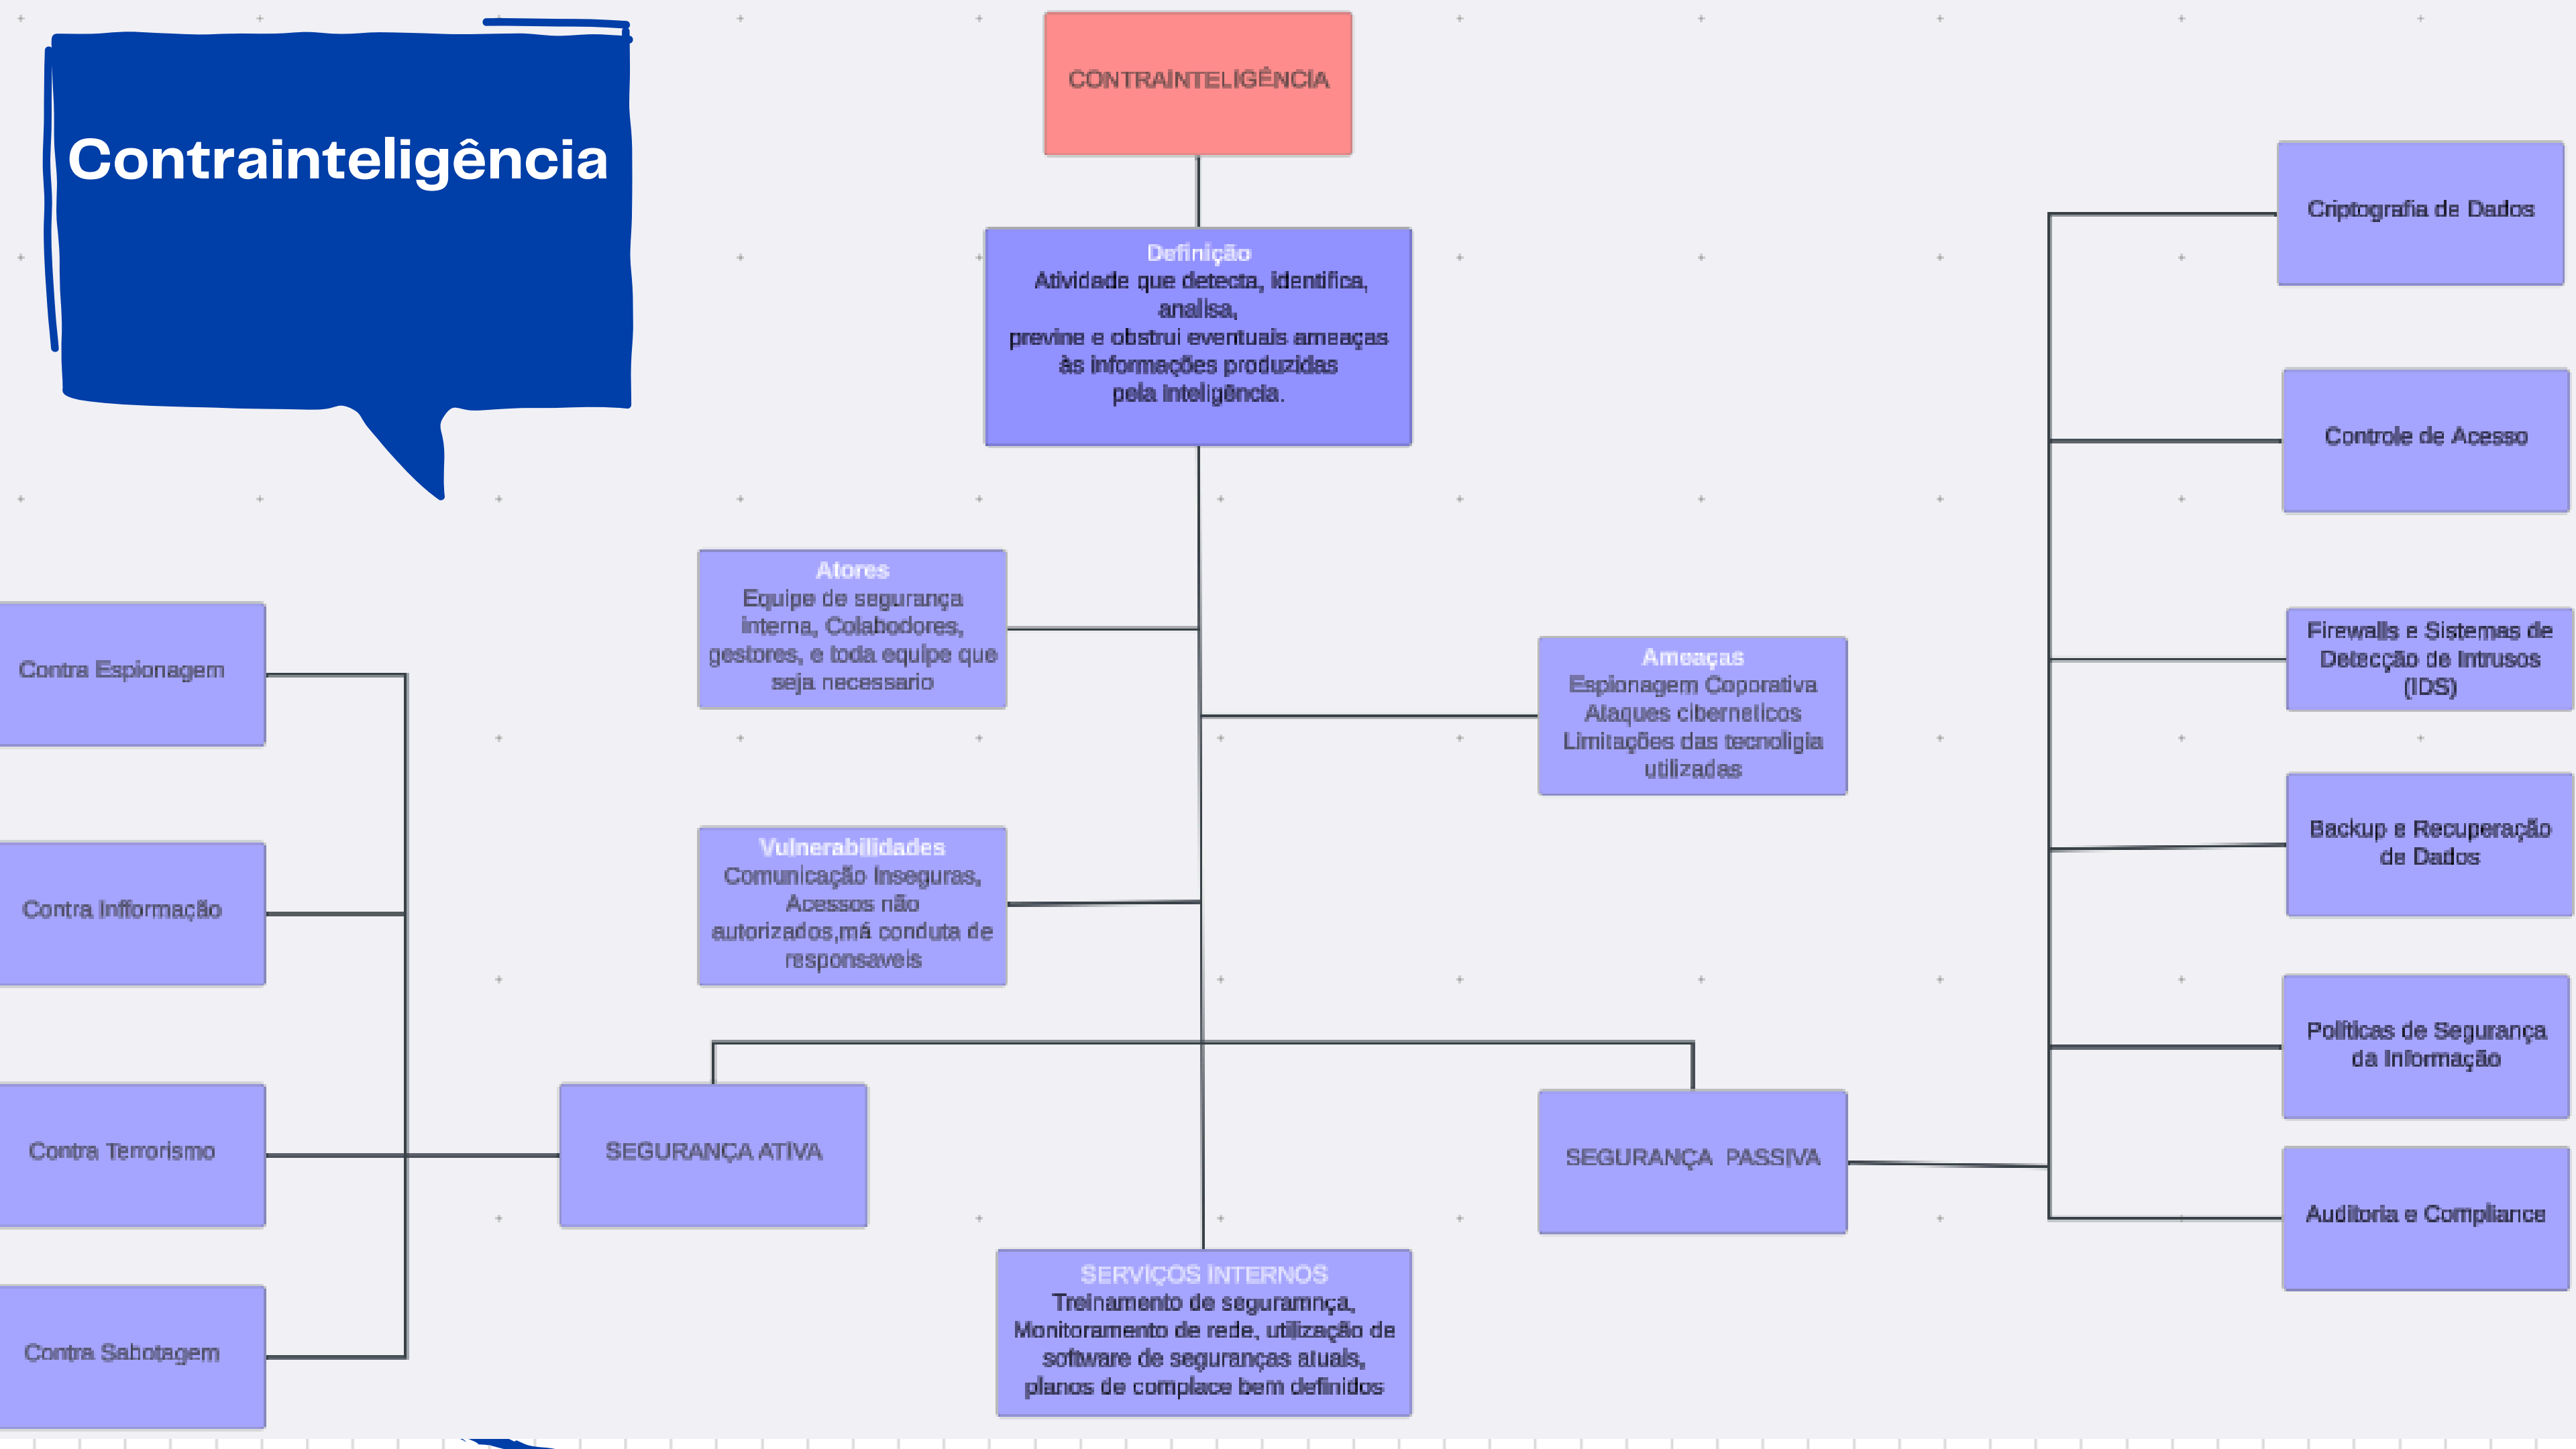 Contrainteligência
CONTRAINTELIGÊNCIA
Definição
Atividade que detecta, identifica,
analisa,
previne e obstrui eventuais ameaças
às informações produzidas
pela Inteligência.
Atores
Equipe de segurança
interna, Colabodores,
gestores, e toda equipe que
seja necessario
Ameaças
Espionagem Coporativa
Ataques ciberneticos
Limitações das tecnoligia
utilizadas
Vulnerabilidades
Comunicação Inseguras,
Acessos não
autorizados,má conduta de
responsaveis
SEGURANÇA ATIVA
Contra Espionagem
Contra Infformação
Contra Terrorismo
Contra Sabotagem
SEGURANÇA PASSIVA
Criptografia de Dados
Controle de Acesso
Firewalls e Sistemas de
Detecção de Intrusos
(IDS)
Backup e Recuperação
de Dados
Políticas de Segurança
da Informação
Auditoria e Compliance
SERVIÇOS INTERNOS
Treinamento de seguramnça,
Monitoramento de rede, utilização de
software de seguranças atuais,
planos de complace bem definidos